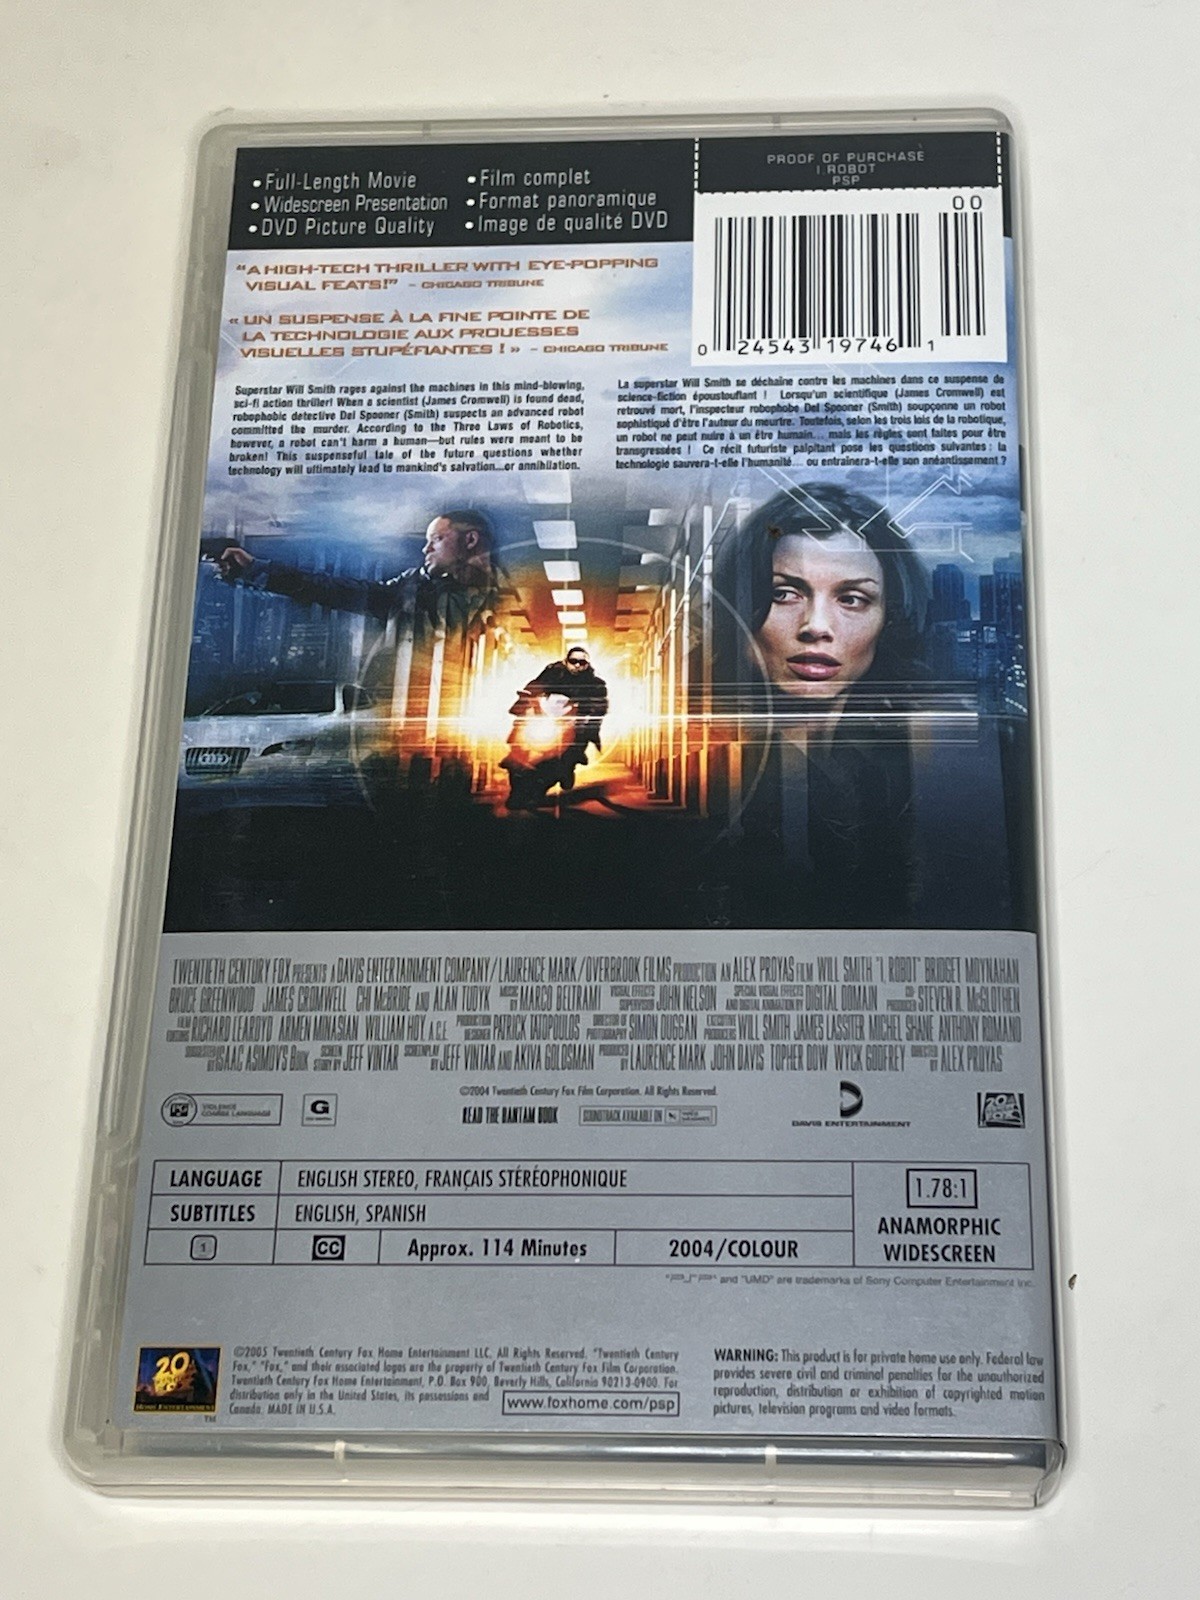 • Full-Length Movie
• Widescreen Presentation
• DVD Picture Quality
• Film complet
• Format panoramique
• Image de qualité DVD
PROOF OF PURCHASE
I, ROBOT
PSP
00
0 24543 19746 1
"A HIGH-TECH THRILLER WITH EYE-POPPING
VISUAL FEATS!" - CHICAGO TRIBUNE
« UN SUSPENSE À LA FINE POINTE DE
LA TECHNOLOGIE AUX PROUESSES
VISUELLES STUPÉFIANTES ! » - CHICAGO TRIBUNE
Superstar Will Smith rages against the machines in this mind-blowing,
sci-fi action thriller! When a scientist (James Cromwell) is found dead,
robophobic detective Del Spooner (Smith) suspects an advanced robot
committed the murder. According to the Three Laws of Robotics,
however, a robot can't harm a human—but rules were meant to be
broken! This suspenseful tale of the future questions whether
technology will ultimately lead to mankind's salvation...or annihilation.
La superstar Will Smith se déchaîne contre les machines dans ce suspense de
science-fiction époustouflant ! Lorsqu'un scientifique (James Cromwell) est
retrouvé mort, l'inspecteur robophobe Del Spooner (Smith) soupçonne un robot
sophistiqué d'être l'auteur du meurtre. Toutefois, selon les trois lois de la robotique,
un robot ne peut nuire à un être humain... mais les règles sont faites pour être
transgressées ! Ce récit futuriste palpitant pose les questions suivantes : la
technologie sauvera-t-elle l'humanité... ou entraînera-t-elle son anéantissement ?
TWENTIETH CENTURY FOX PRESENTS A DAVIS ENTERTAINMENT COMPANY/LAURENCE MARK/OVERBROOK FILMS PRODUCTION AN ALEX PROYAS FILM WILL SMITH "I, ROBOT" BRIDGET MOYNAHAN
BRUCE GREENWOOD JAMES CROMWELL CHI McBRIDE AND ALAN TUDYK MUSIC BY MARCO BELTRAMI VISUAL EFFECTS SUPERVISOR JOHN NELSON SPECIAL VISUAL EFFECTS AND DIGITAL ANIMATION BY DIGITAL DOMAIN CO-PRODUCER STEVEN R. McGLOTHEN
FILM EDITORS RICHARD LEAROYD ARMEN MINASIAN WILLIAM HOY A.C.E. PRODUCTION DESIGNER PATRICK TATOPOULOS DIRECTOR OF PHOTOGRAPHY SIMON DUGGAN EXECUTIVE PRODUCERS WILL SMITH JAMES LASSITER MICHEL SHANE ANTHONY ROMANO
SUGGESTED BY ISAAC ASIMOV'S BOOK SCREEN STORY BY JEFF VINTAR SCREENPLAY BY JEFF VINTAR AND AKIVA GOLDSMAN PRODUCED BY LAURENCE MARK JOHN DAVIS TOPHER DOW WYCK GODFREY DIRECTED BY ALEX PROYAS
©2004 Twentieth Century Fox Film Corporation. All Rights Reserved.
PG
VIOLENCE
COARSE LANGUAGE
G
READ THE BANTAM BOOK
SOUNDTRACK AVAILABLE ON
DAVIS ENTERTAINMENT
20th CENTURY FOX
LANGUAGE
ENGLISH STEREO, FRANÇAIS STÉRÉOPHONIQUE
SUBTITLES
ENGLISH, SPANISH
1
CC
Approx. 114 Minutes
2004/COLOUR
1.78:1
ANAMORPHIC
WIDESCREEN
"PSP" and "UMD" are trademarks of Sony Computer Entertainment Inc.
20th CENTURY FOX
HOME ENTERTAINMENT
TM
©2005 Twentieth Century Fox Home Entertainment LLC. All Rights Reserved. "Twentieth Century
Fox," "Fox," and their associated logos are the property of Twentieth Century Fox Film Corporation.
Twentieth Century Fox Home Entertainment, P.O. Box 900, Beverly Hills, California 90213-0900. For
distribution only in the United States, its possessions and
Canada. MADE IN U.S.A.
www.foxhome.com/psp
WARNING: This product is for private home use only. Federal law
provides severe civil and criminal penalties for the unauthorized
reproduction, distribution or exhibition of copyrighted motion
pictures, television programs and video formats.